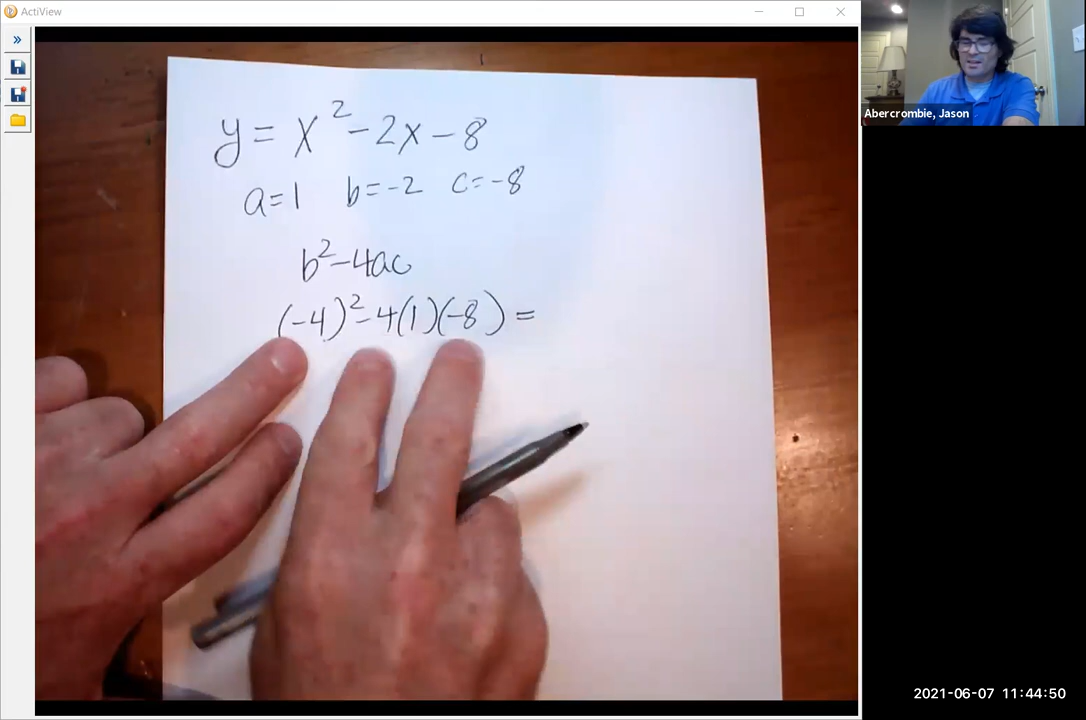 ActiView
y = x² - 2x - 8
a = 1 b = -2 c = -8
b² - 4ac
(-4)² - 4(1)(-8) =
Abercrombie, Jason
2021-06-07 11:44:50